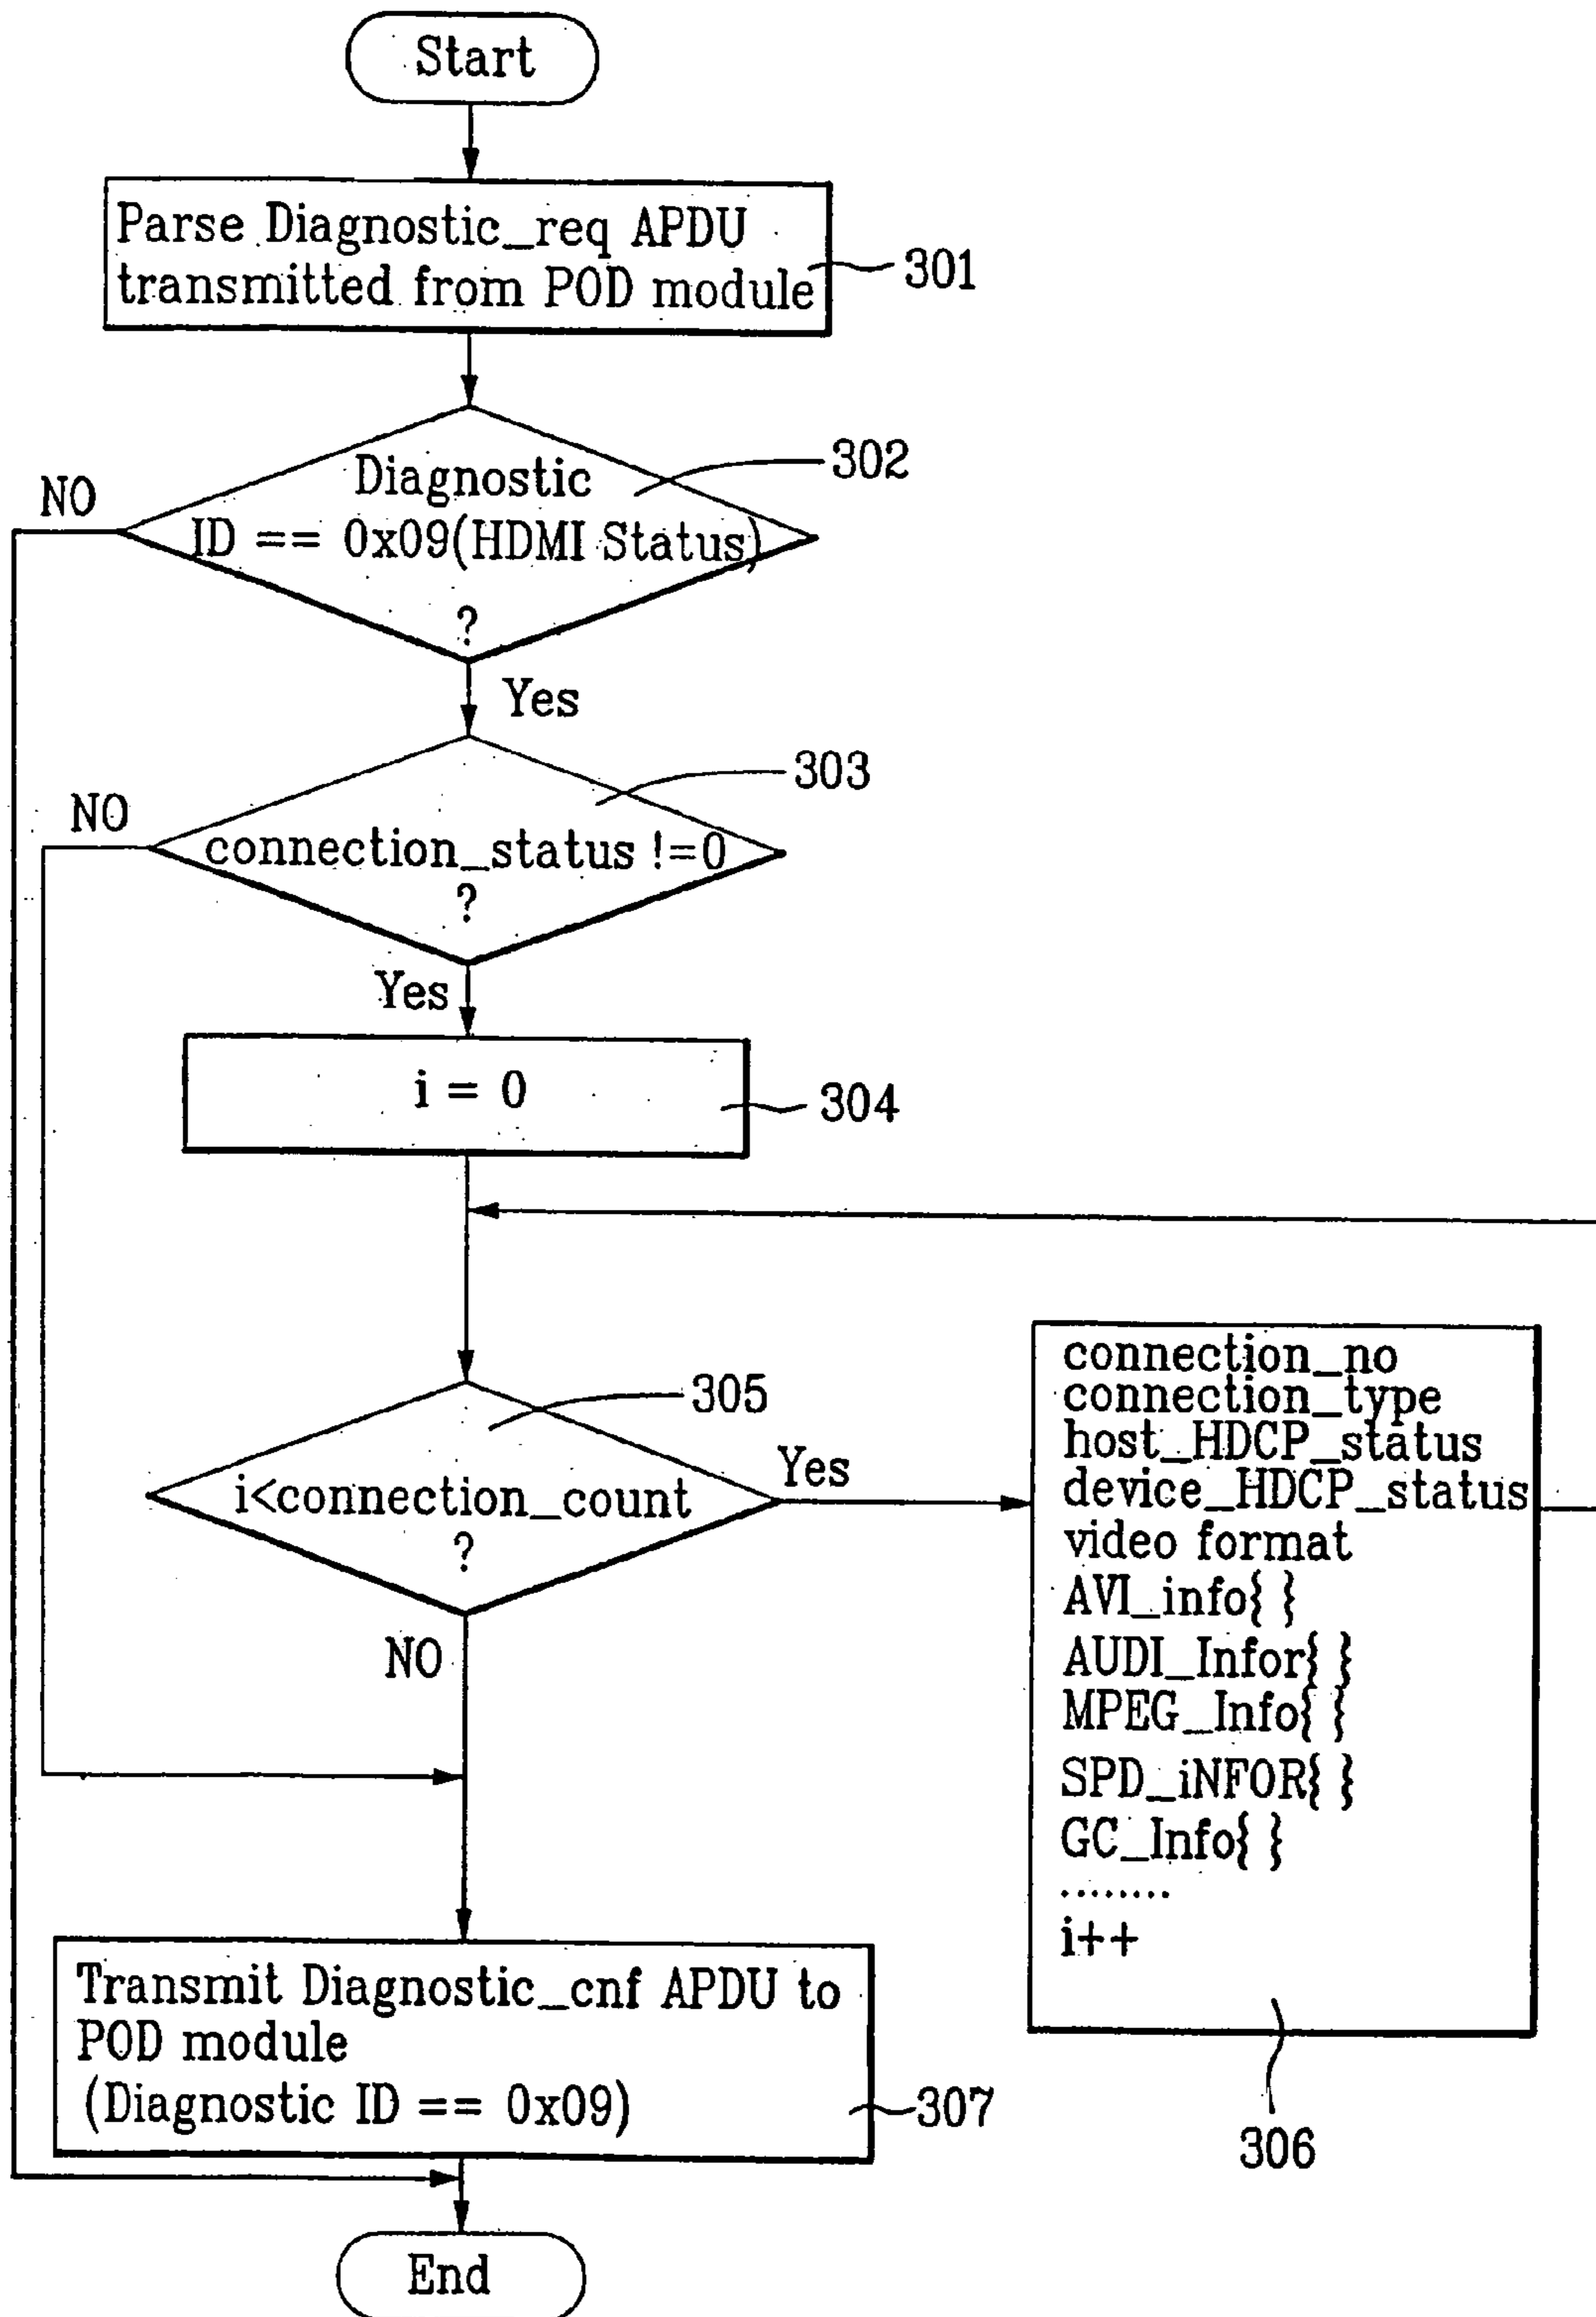 Start
Parse Diagnostic_req APDU
transmitted from POD module
301
Diagnostic
ID == 0x09(HDMI Status)
?
302
NO
Yes
303
NO
connection_status !=0
?
Yes
i = 0
304
305
i<connection_count
?
Yes
NO
connection_no
connection_type
host_HDCP_status
device_HDCP_status
video format
AVI_info{ }
AUDI_Infor{ }
MPEG_Info{ {
SPD_iNFOR{ }
GC_Info{ }
........
i++
306
Transmit Diagnostic_cnf APDU to
POD module
(Diagnostic ID == 0x09)
307
End